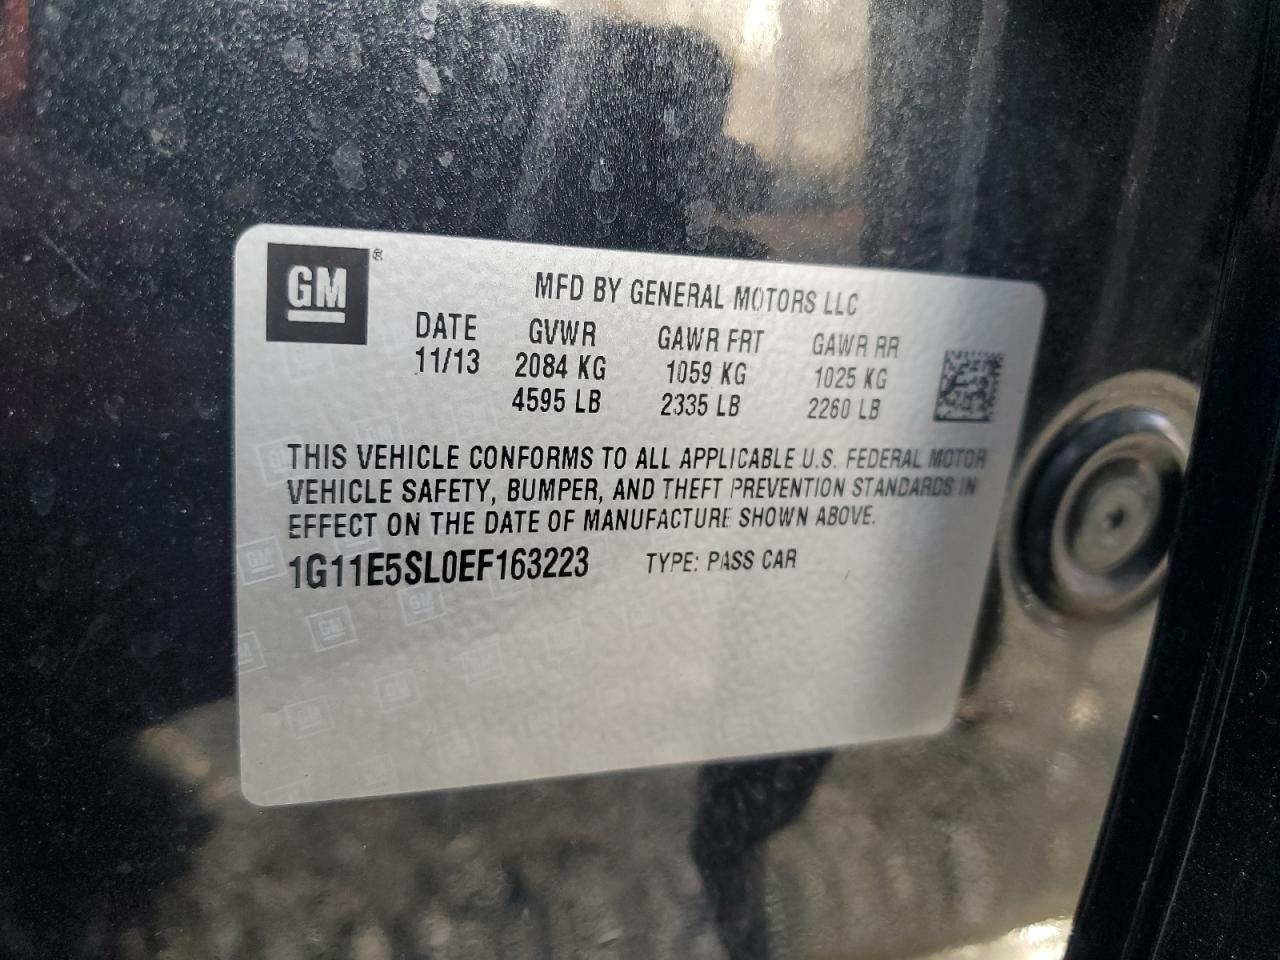 GM®
MFD BY GENERAL MOTORS LLC
DATE GVWR GAWR FRT GAWR RR
11/13 2084 KG 1059 KG 1025 KG
4595 LB 2335 LB 2260 LB
THIS VEHICLE CONFORMS TO ALL APPLICABLE U.S. FEDERAL MOTOR
VEHICLE SAFETY, BUMPER, AND THEFT PREVENTION STANDARDS IN
EFFECT ON THE DATE OF MANUFACTURE SHOWN ABOVE.
1G11E5SL0EF163223 TYPE: PASS CAR